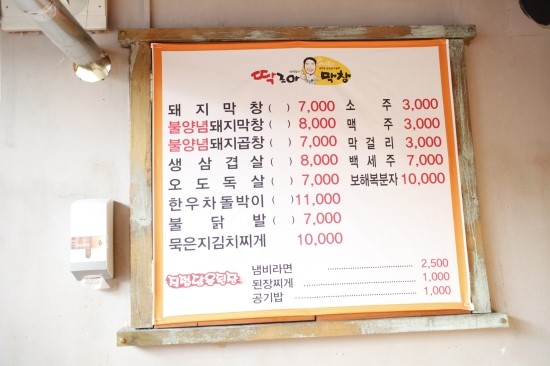 딱조아 막창
돼지막창 ( ) 7,000 소주 3,000
불양념돼지막창 ( ) 8,000 맥주 3,000
불양념돼지곱창 ( ) 7,000 막걸리 3,000
생삼겹살 ( ) 8,000 백세주 7,000
오도독살 ( ) 7,000 보해복분자 10,000
한우차돌박이 ( ) 11,000
불닭발 ( ) 7,000
묵은지김치찌개 10,000
냄비라면 2,500
된장찌개 1,000
공기밥 1,000